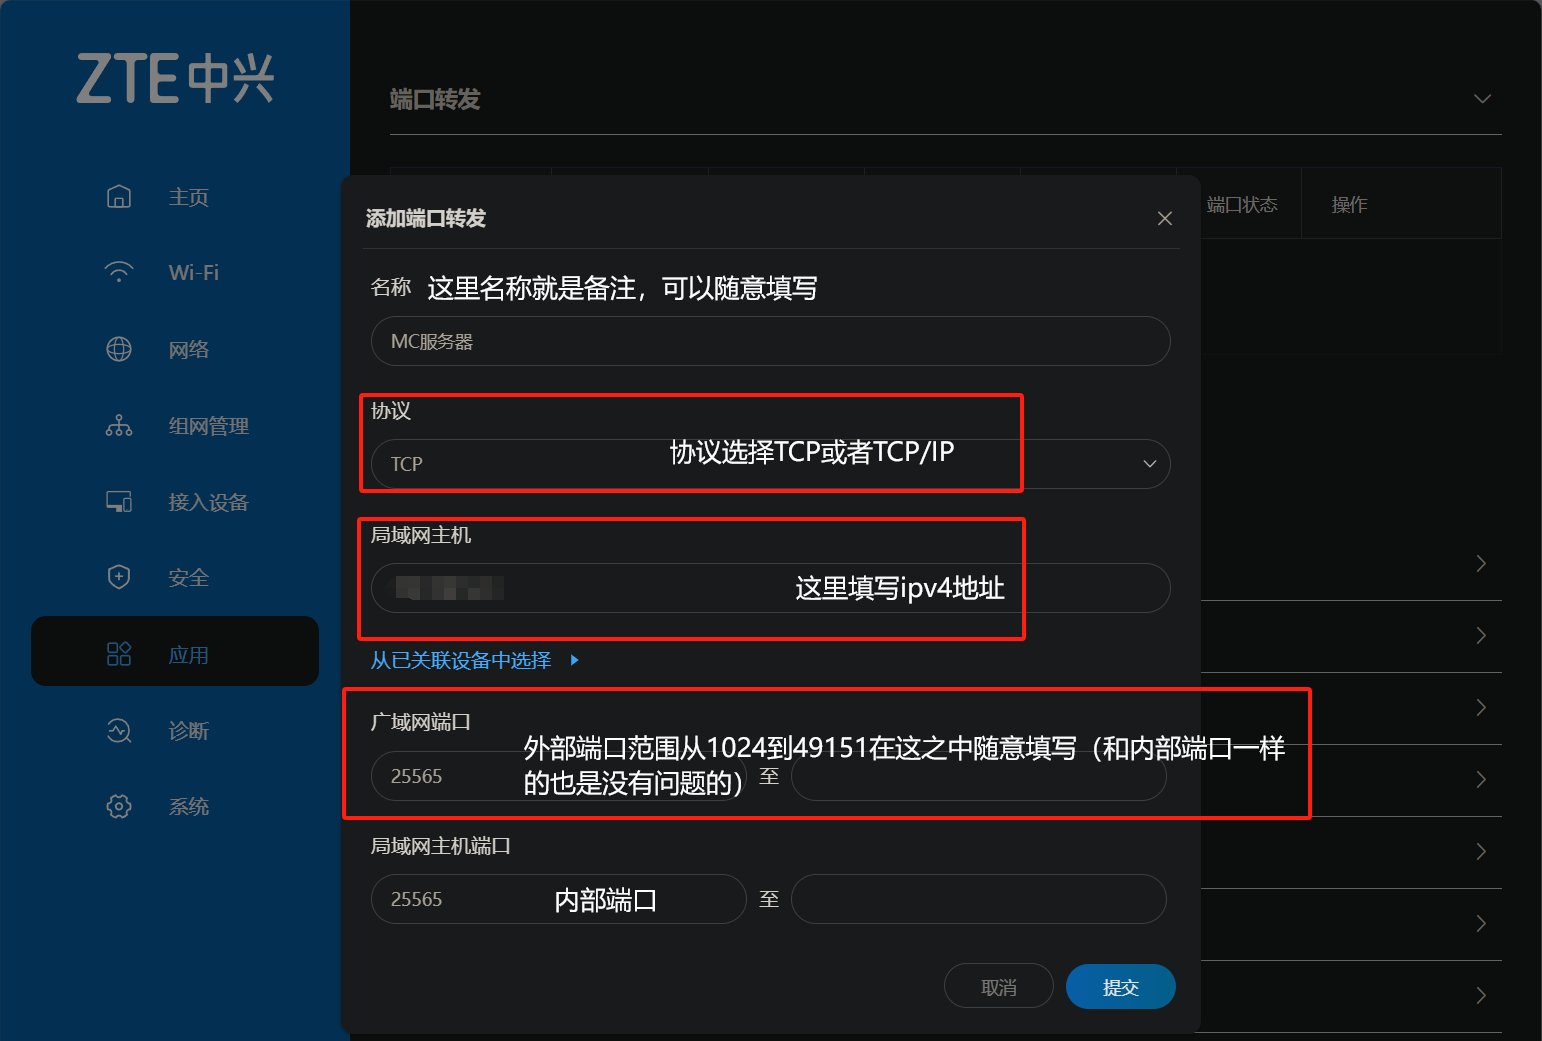 ZTE中兴
主页
Wi-Fi
网络
组网管理
接入设备
安全
应用
诊断
系统
端口转发
端口状态
操作
添加端口转发
名称 这里名称就是备注，可以随意填写
MC服务器
协议
TCP
协议选择TCP或者TCP/IP
局域网主机
这里填写ipv4地址
从已关联设备中选择
广域网端口
外部端口范围从1024到49151在这之中随意填写（和内部端口一样
的也是没有问题的）
25565
至
局域网主机端口
25565
内部端口
至
取消
提交